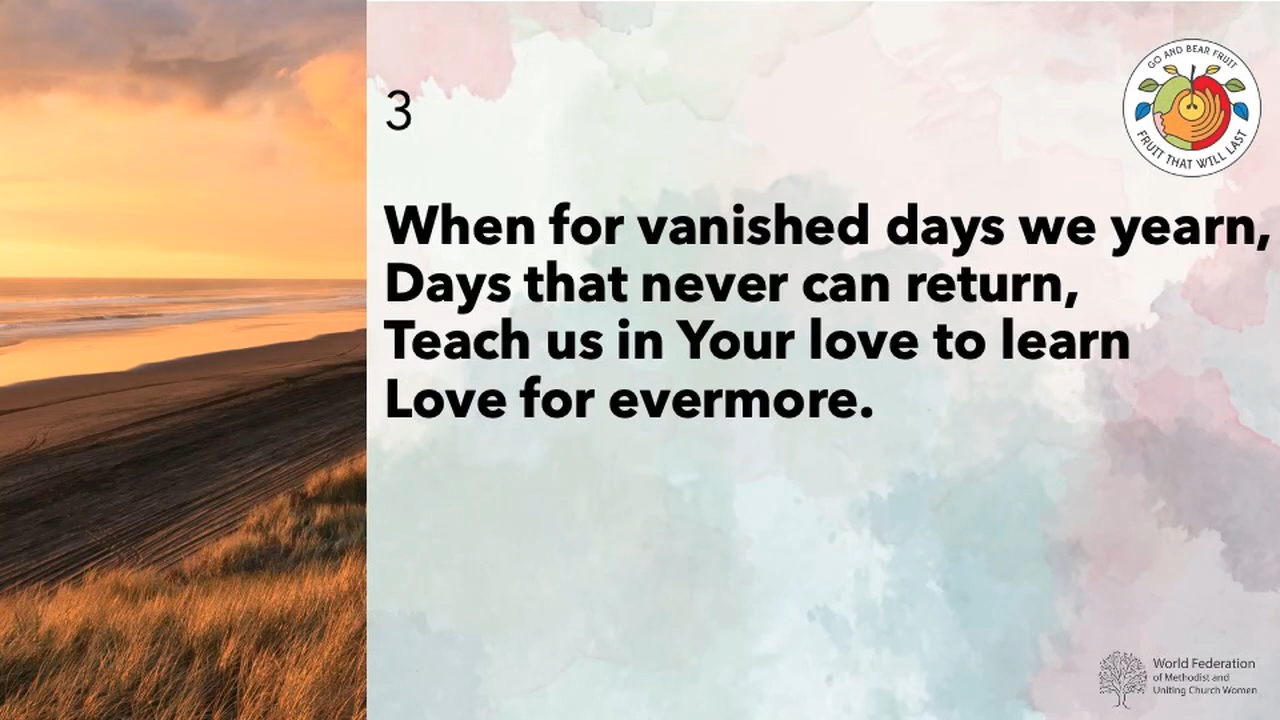 3
GO AND BEAR FRUIT
FRUIT THAT WILL LAST
When for vanished days we yearn,
Days that never can return,
Teach us in Your love to learn
Love for evermore.
World Federation
of Methodist and
Uniting Church Women